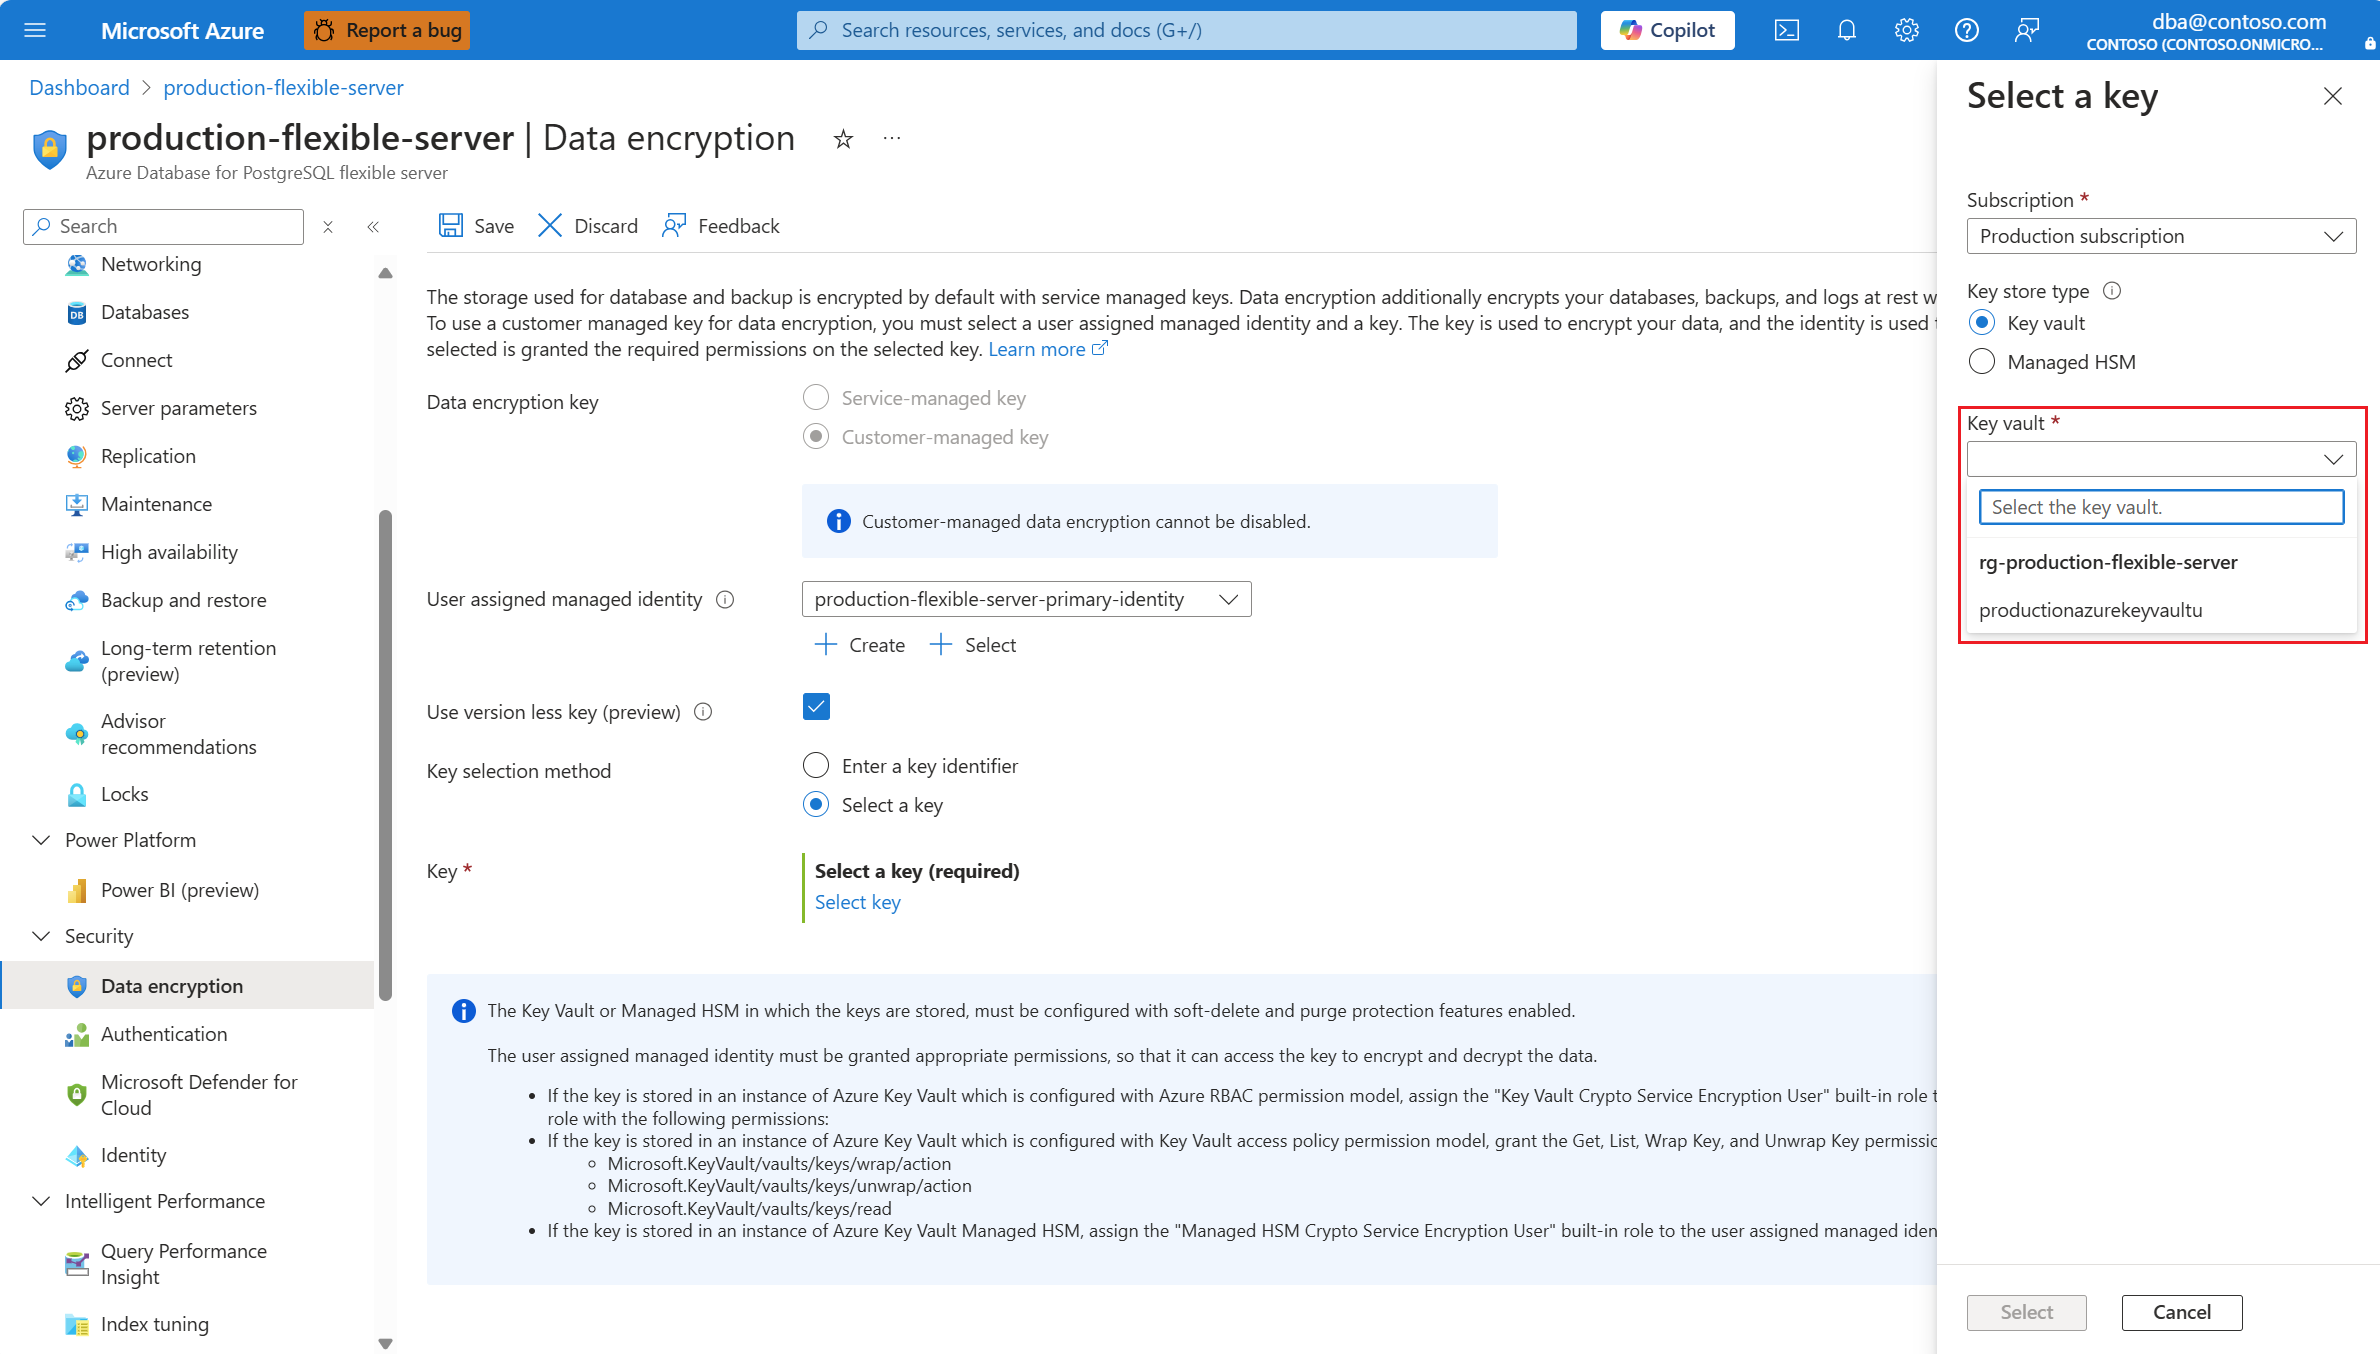 Microsoft Azure
Report a bug
Search resources, services, and docs (G+/)
Copilot
dba@contoso.com
CONTOSO (CONTOSO.ONMICRO...
Dashboard > production-flexible-server
production-flexible-server | Data encryption
Azure Database for PostgreSQL flexible server
Search
Networking
Databases
Connect
Server parameters
Replication
Maintenance
High availability
Backup and restore
Long-term retention
(preview)
Advisor
recommendations
Locks
Power Platform
Power BI (preview)
Security
Data encryption
Authentication
Microsoft Defender for
Cloud
Identity
Intelligent Performance
Query Performance
Insight
Index tuning
Save
Discard
Feedback
The storage used for database and backup is encrypted by default with service managed keys. Data encryption additionally encrypts your databases, backups, and logs at rest w
To use a customer managed key for data encryption, you must select a user assigned managed identity and a key. The key is used to encrypt your data, and the identity is used
selected is granted the required permissions on the selected key. Learn more
Data encryption key
Service-managed key
Customer-managed key
Customer-managed data encryption cannot be disabled.
User assigned managed identity
production-flexible-server-primary-identity
Create
Select
Use version less key (preview)
Key selection method
Enter a key identifier
Select a key
Key *
Select a key (required)
Select key
The Key Vault or Managed HSM in which the keys are stored, must be configured with soft-delete and purge protection features enabled.
The user assigned managed identity must be granted appropriate permissions, so that it can access the key to encrypt and decrypt the data.
• If the key is stored in an instance of Azure Key Vault which is configured with Azure RBAC permission model, assign the "Key Vault Crypto Service Encryption User" built-in role
role with the following permissions:
• If the key is stored in an instance of Azure Key Vault which is configured with Key Vault access policy permission model, grant the Get, List, Wrap Key, and Unwrap Key permissic
◦ Microsoft.KeyVault/vaults/keys/wrap/action
◦ Microsoft.KeyVault/vaults/keys/unwrap/action
◦ Microsoft.KeyVault/vaults/keys/read
• If the key is stored in an instance of Azure Key Vault Managed HSM, assign the "Managed HSM Crypto Service Encryption User" built-in role to the user assigned managed iden
Select a key
Subscription *
Production subscription
Key store type
Key vault
Managed HSM
Key vault *
Select the key vault.
rg-production-flexible-server
productionazurekeyvaultu
Select
Cancel